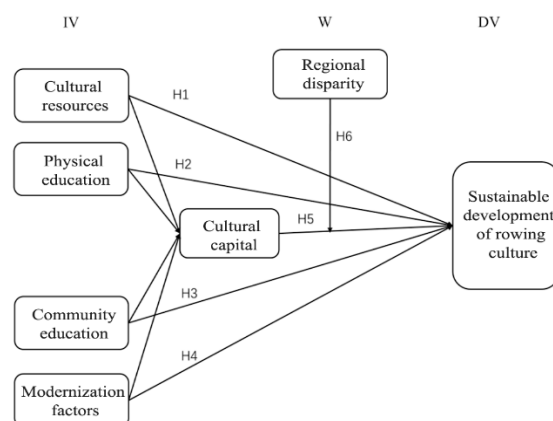 IV
W
DV
Cultural
resources
Regional
disparity
H1
H6
Physical
education
H2
Sustainable
development
of rowing
culture
Cultural
capital
H5
Community
education
H3
H4
Modernization
factors